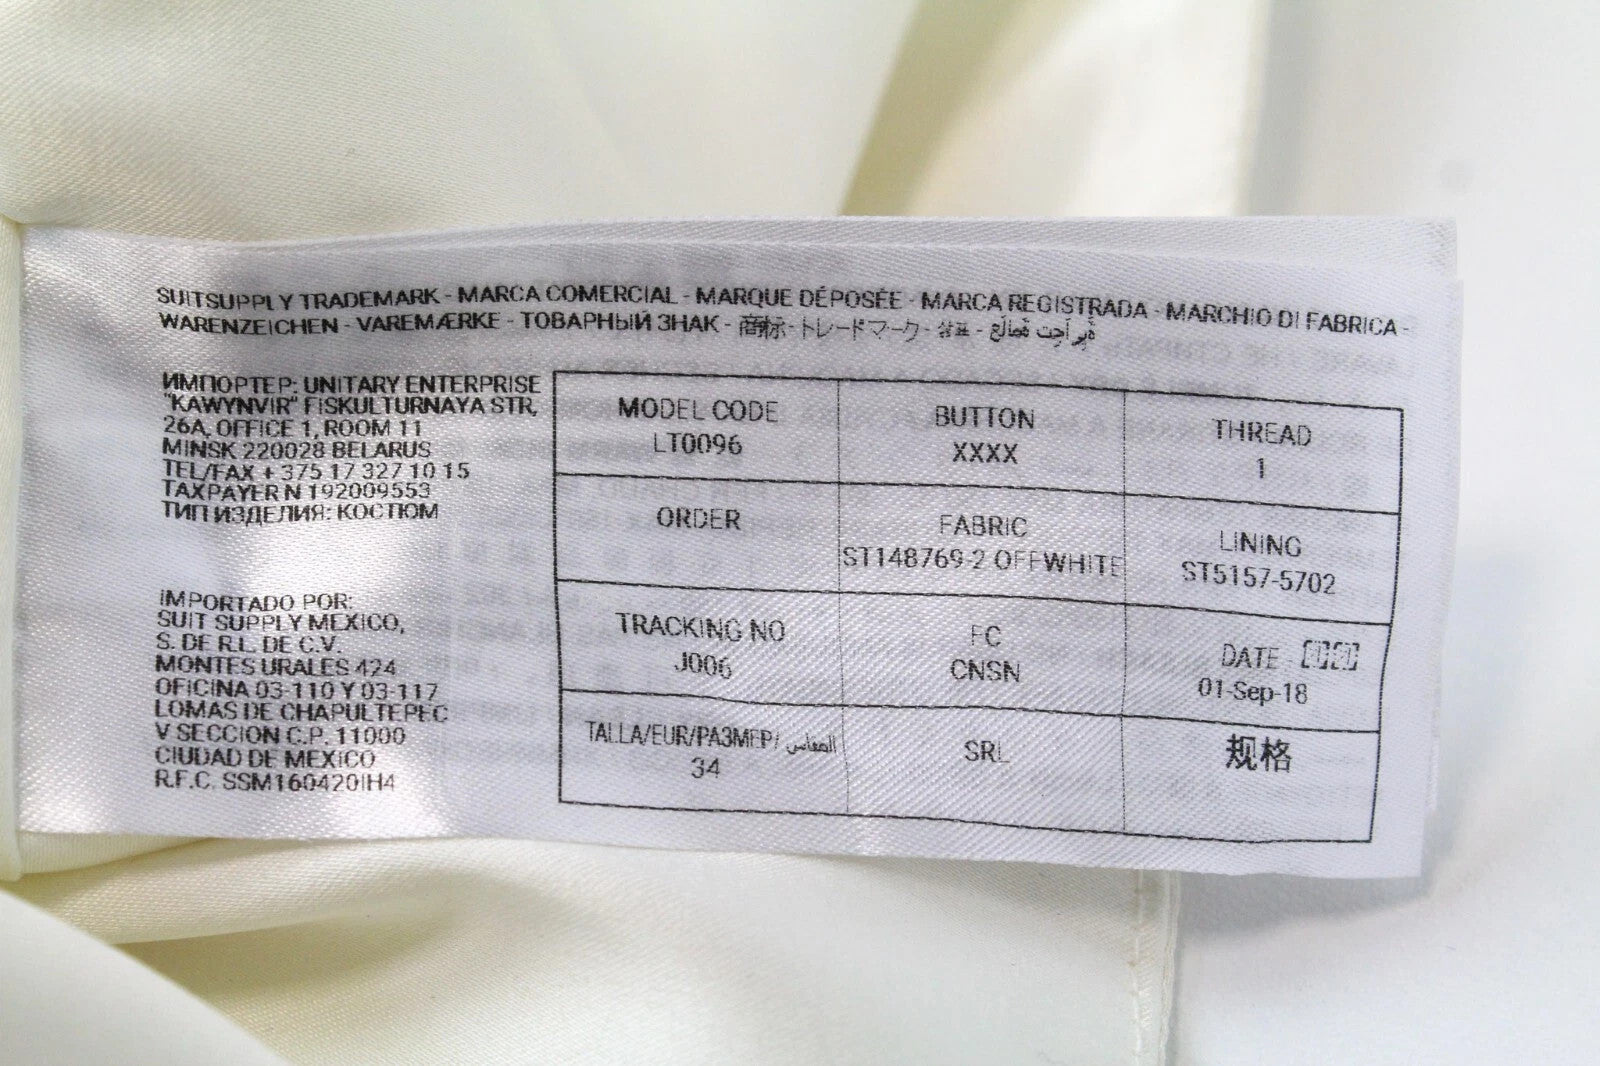 SUITSUPPLY TRADEMARK - MARCA COMERCIAL - MARQUE DÉPOSÉE - MARCA REGISTRADA - MARCHIO DI FABRICA -
WARENZEICHEN - VAREMÆRKE - ТОВАРНЫЙ ЗНАК - 商标 - トレードマーク -
ИМПОРТЕР: UNITARY ENTERPRISE
"KAWYNVIR" FISKULTURNAYA STR,
26A, OFFICE 1, ROOM 11
MINSK 220028 BELARUS
TEL/FAX + 375 17 327 10 15
TAXPAYER N 192009553
ТИП ИЗДЕЛИЯ: КОСТЮМ
IMPORTADO POR:
SUIT SUPPLY MEXICO,
S. DE R.L. DE C.V.
MONTES URALES 424
OFICINA 03-110 Y 03-117
LOMAS DE CHAPULTEPEC
V SECCION C.P. 11000
CIUDAD DE MEXICO
R.F.C. SSM160420IH4
MODEL CODE
LT0096
BUTTON
XXXX
THREAD
1
ORDER
FABRIC
ST148769-2 OFFWHITE
LINING
ST5157-5702
TRACKING NO
J006
FC
CNSN
DATE
01-Sep-18
TALLA/EUR/РАЗМЕР/
34
SRL
规格